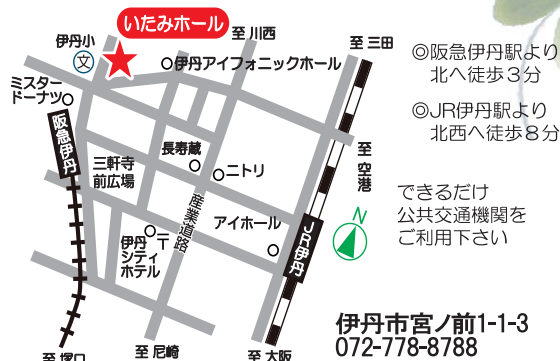 いたみホール
至 川西
至 三田
伊丹小
文
伊丹アイフォニックホール
◎阪急伊丹駅より
北へ徒歩3分
◎JR伊丹駅より
北西へ徒歩8分
ミスター
ドーナツ
阪急伊丹
長寿蔵
ニトリ
至 空港
三軒寺
前広場
産業道路
アイホール
JR伊丹
N
できるだけ
公共交通機関を
ご利用下さい
伊丹
シティ
ホテル
〒
至 塚口
至 尼崎
至 大阪
伊丹市宮ノ前1-1-3
072-778-8788